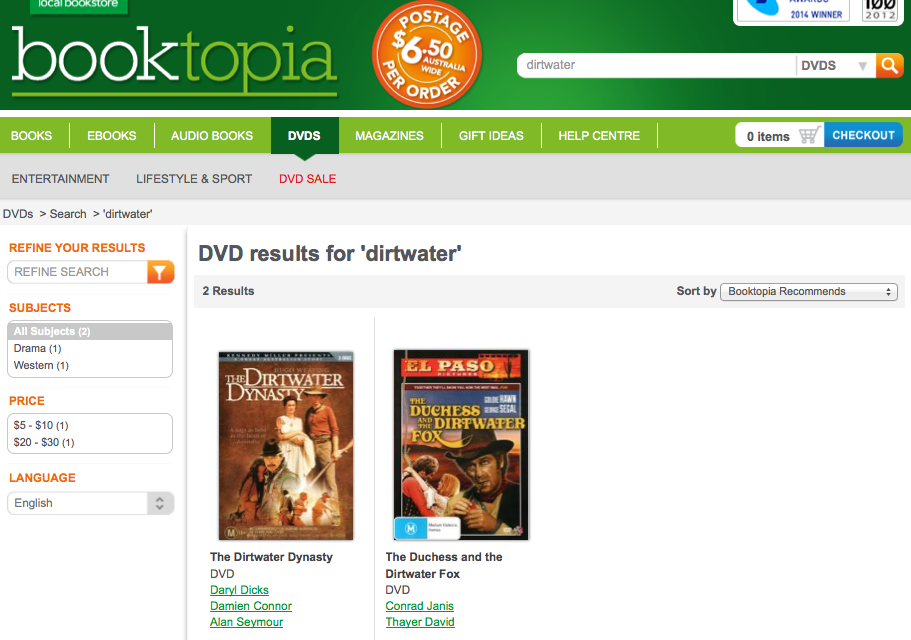 local bookstore
booktopia
POSTAGE
$6.50
AUSTRALIA
WIDE
PER ORDER
AWARDS
2014 WINNER
100
2012
dirtwater
DVDS
BOOKS
EBOOKS
AUDIO BOOKS
DVDS
MAGAZINES
GIFT IDEAS
HELP CENTRE
0 items
CHECKOUT
ENTERTAINMENT
LIFESTYLE & SPORT
DVD SALE
DVDs > Search > 'dirtwater'
REFINE YOUR RESULTS
REFINE SEARCH
SUBJECTS
All Subjects (2)
Drama (1)
Western (1)
PRICE
$5 - $10 (1)
$20 - $30 (1)
LANGUAGE
English
DVD results for 'dirtwater'
2 Results
Sort by
Booktopia Recommends
KENNEDY MILLER PRESENTS
HUGO WEAVING
THE DIRTWATER
DYNASTY
M
The Dirtwater Dynasty
DVD
Daryl Dicks
Damien Connor
Alan Seymour
EL PASO
PICTURES
GOLDIE HAWN
GEORGE SEGAL
THE
DUCHESS
AND THE DIRTWATER
FOX
M
The Duchess and the
Dirtwater Fox
DVD
Conrad Janis
Thayer David